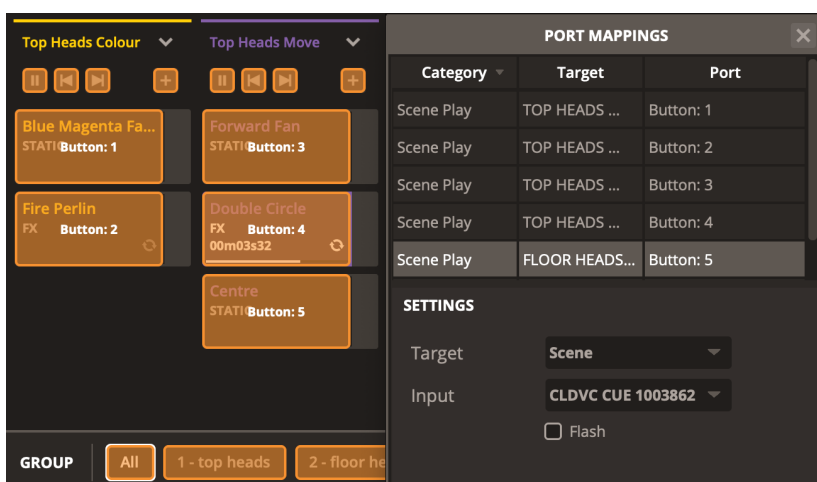 Top Heads Colour
Top Heads Move
Blue Magenta Fa...
STATIC
Button: 1
Forward Fan
STATIC
Button: 3
Fire Perlin
FX
Button: 2
Double Circle
FX
Button: 4
00m03s32
Centre
STATIC
Button: 5
GROUP
All
1 - top heads
2 - floor he
PORT MAPPINGS
Category Target Port
Scene Play TOP HEADS ... Button: 1
Scene Play TOP HEADS ... Button: 2
Scene Play TOP HEADS ... Button: 3
Scene Play TOP HEADS ... Button: 4
Scene Play FLOOR HEADS... Button: 5
SETTINGS
Target Scene
Input CLDVC CUE 1003862
Flash